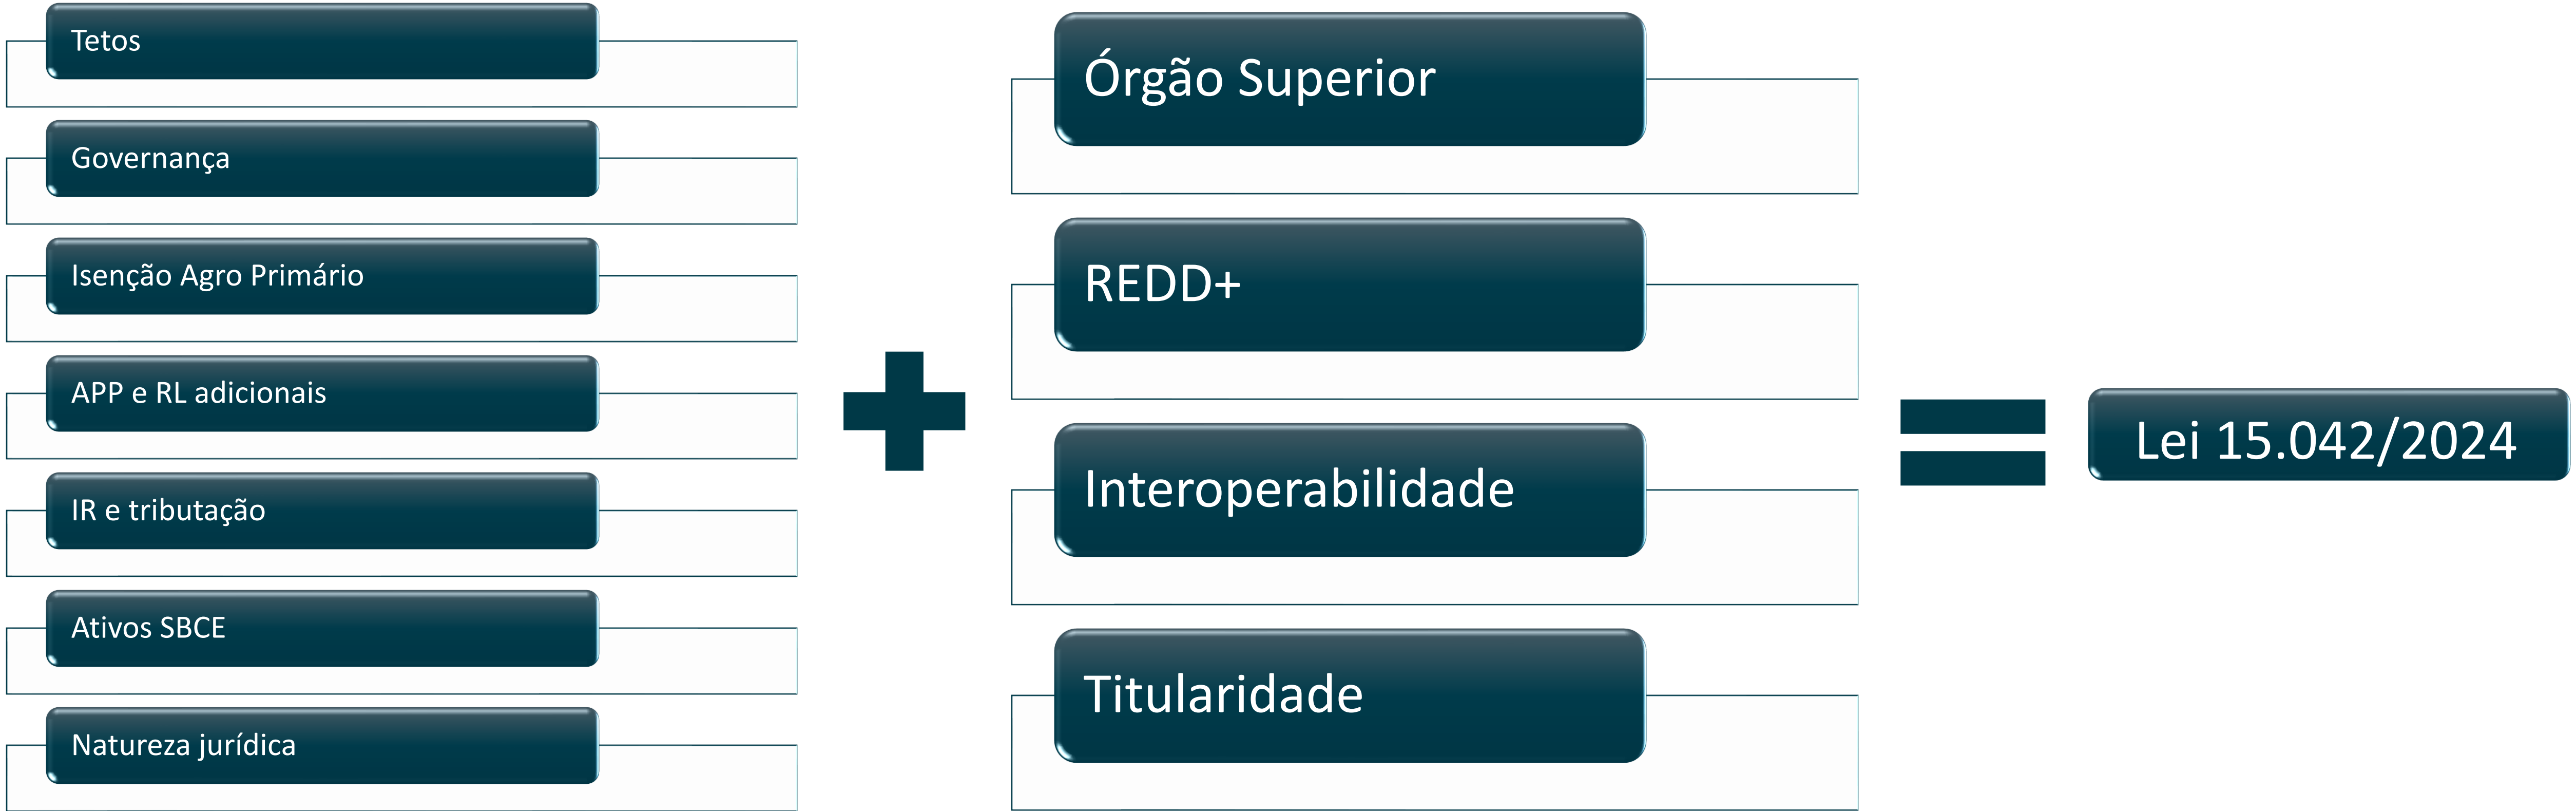 Tetos
Governança
Isenção Agro Primário
APP e RL adicionais
IR e tributação
Ativos SBCE
Natureza jurídica
Órgão Superior
REDD+
Interoperabilidade
Titularidade
Lei 15.042/2024